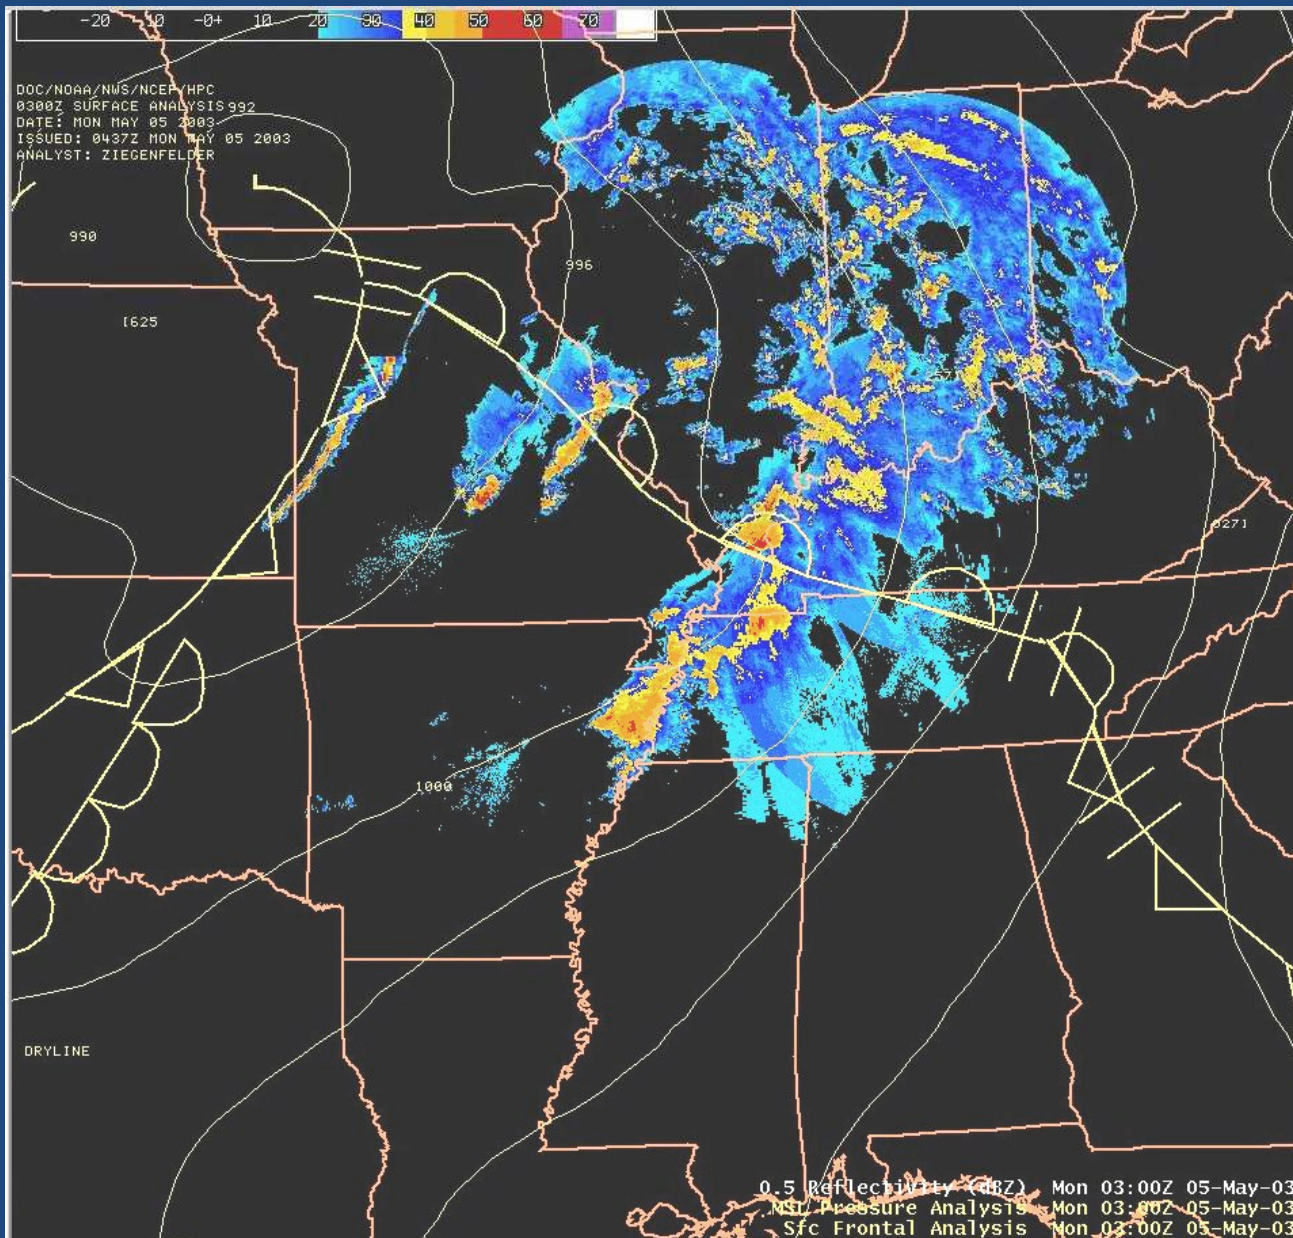 -20 -10 -0+ 10 20 30 40 50 60 70
DOC/NOAA/NWS/NCEP/HPC
0300Z SURFACE ANALYSIS 992
DATE: MON MAY 05 2003
ISSUED: 0437Z MON MAY 05 2003
ANALYST: ZIEGENFELDER
990
996
[625
1000
DRYLINE
0.5 Reflectivity (dBZ) Mon 03:00Z 05-May-03
MSL Pressure Analysis Mon 03:00Z 05-May-03
Sfc Frontal Analysis Mon 03:00Z 05-May-03